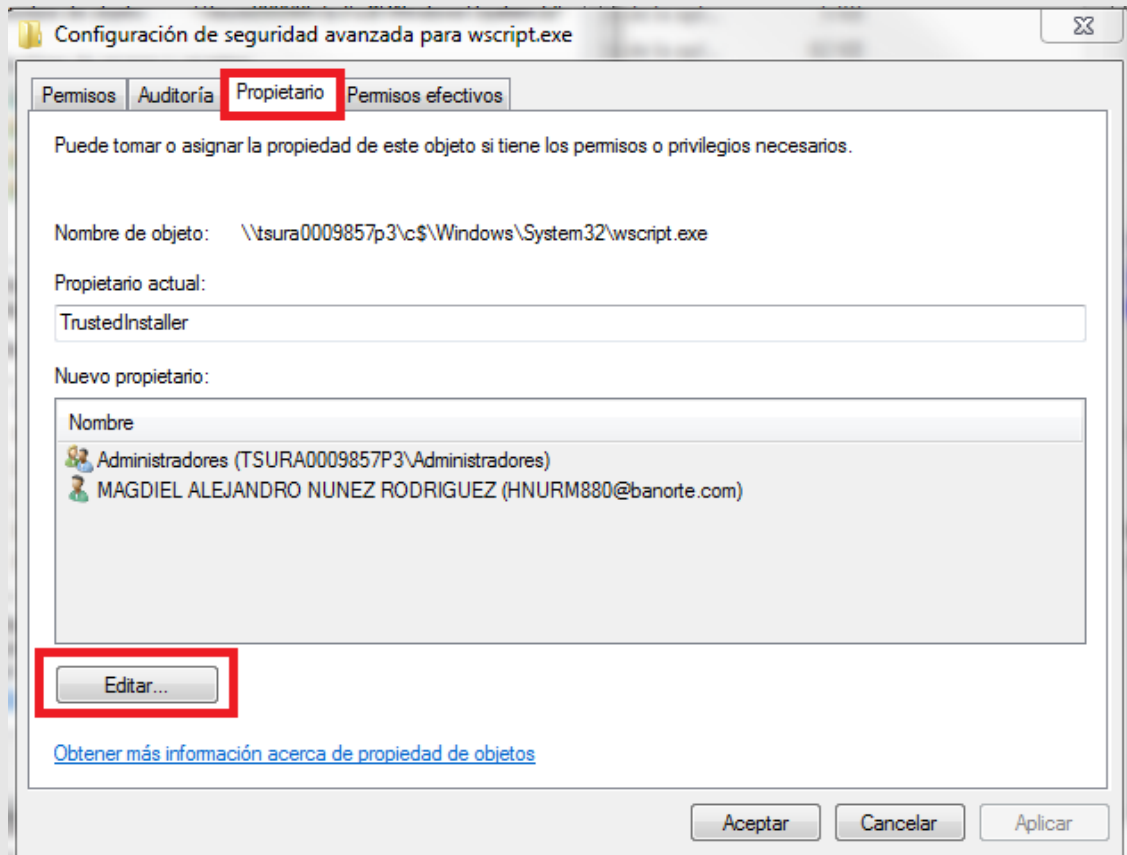 Configuración de seguridad avanzada para wscript.exe
Permisos Auditoría Propietario Permisos efectivos
Puede tomar o asignar la propiedad de este objeto si tiene los permisos o privilegios necesarios.
Nombre de objeto: \\tsura0009857p3\c$\Windows\System32\wscript.exe
Propietario actual:
TrustedInstaller
Nuevo propietario:
Nombre
Administradores (TSURA0009857P3\Administradores)
MAGDIEL ALEJANDRO NUNEZ RODRIGUEZ (HNURM880@banorte.com)
Editar...
Obtener más información acerca de propiedad de objetos
Aceptar Cancelar Aplicar